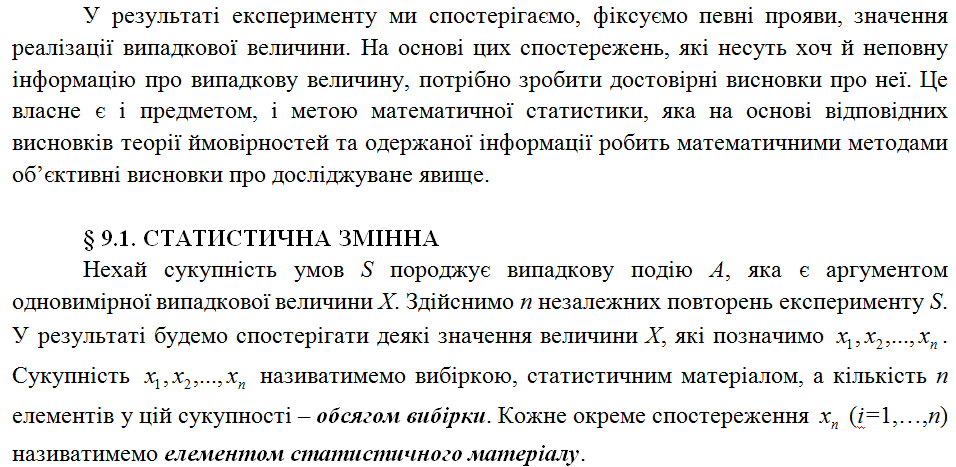 У результаті експерименту ми спостерігаємо, фіксуємо певні прояви, значення
реалізації випадкової величини. На основі цих спостережень, які несуть хоч й неповну
інформацію про випадкову величину, потрібно зробити достовірні висновки про неї. Це
власне є і предметом, і метою математичної статистики, яка на основі відповідних
висновків теорії ймовірностей та одержаної інформації робить математичними методами
об’єктивні висновки про досліджуване явище.
§ 9.1. СТАТИСТИЧНА ЗМІННА
Нехай сукупність умов S породжує випадкову подію A, яка є аргументом
одновимірної випадкової величини X. Здійснимо n незалежних повторень експерименту S.
У результаті будемо спостерігати деякі значення величини X, які позначимо x₁,x₂,...,xₙ.
Сукупність x₁,x₂,...,xₙ називатимемо вибіркою, статистичним матеріалом, а кількість n
елементів у цій сукупності – обсягом вибірки. Кожне окреме спостереження xₙ (i=1,…,n)
називатимемо елементом статистичного матеріалу.